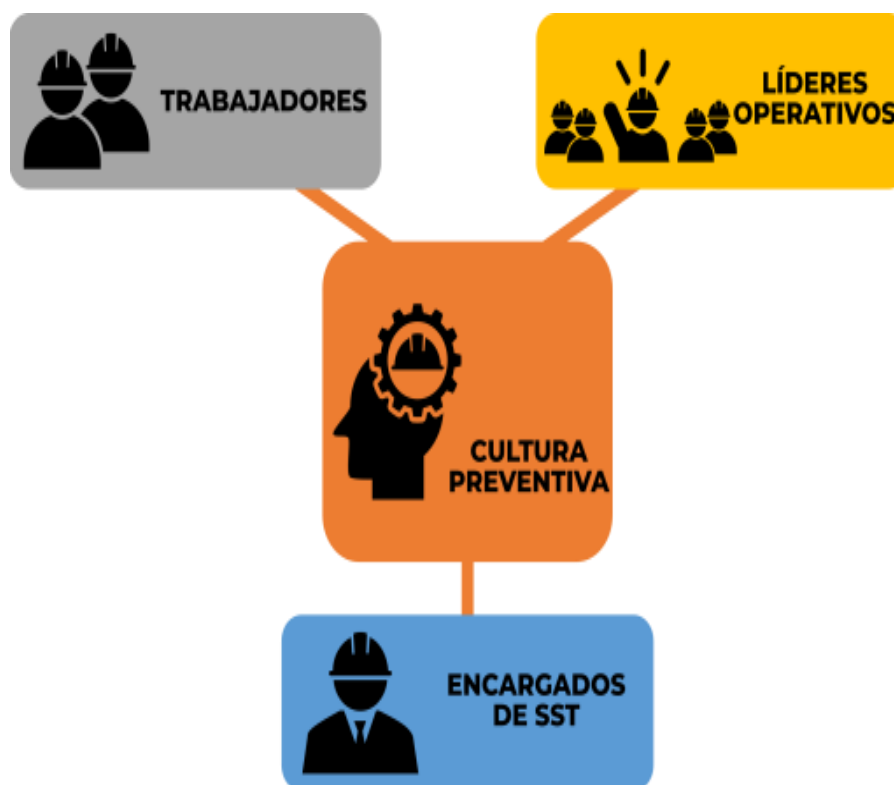 TRABAJADORES
LÍDERES
OPERATIVOS
CULTURA
PREVENTIVA
ENCARGADOS
DE SST